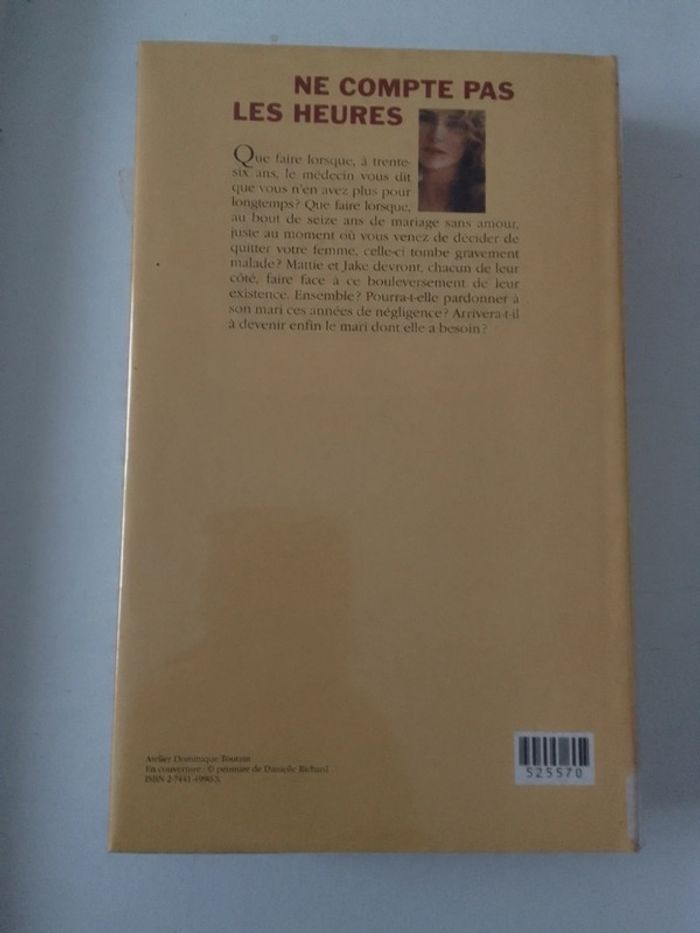 NE COMPTE PAS
LES HEURES
Que faire lorsque, à trente-
six ans, le médecin vous dit
que vous n'en avez plus pour
longtemps? Que faire lorsque,
au bout de seize ans de mariage sans amour,
juste au moment où vous venez de décider de
quitter votre femme, celle-ci tombe gravement
malade? Mattie et Jake devront, chacun de leur
côté, faire face à ce bouleversement de leur
existence. Ensemble? Pourra-t-elle pardonner à
son mari ces années de négligence? Arrivera-t-il
à devenir enfin le mari dont elle a besoin?
Atelier Dominique Toutain
En couverture : © peinture de Danielle Richard
ISBN 2-7441-4990-X
525570